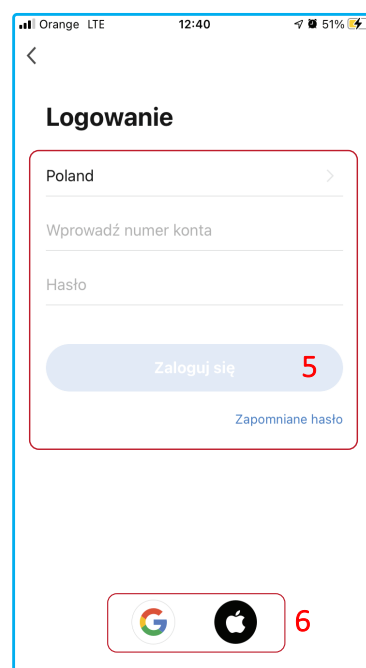 Orange LTE 12:40 51%
Logowanie
Poland
Wprowadź numer konta
Hasło
Zaloguj się 5
Zapomniane hasło
6